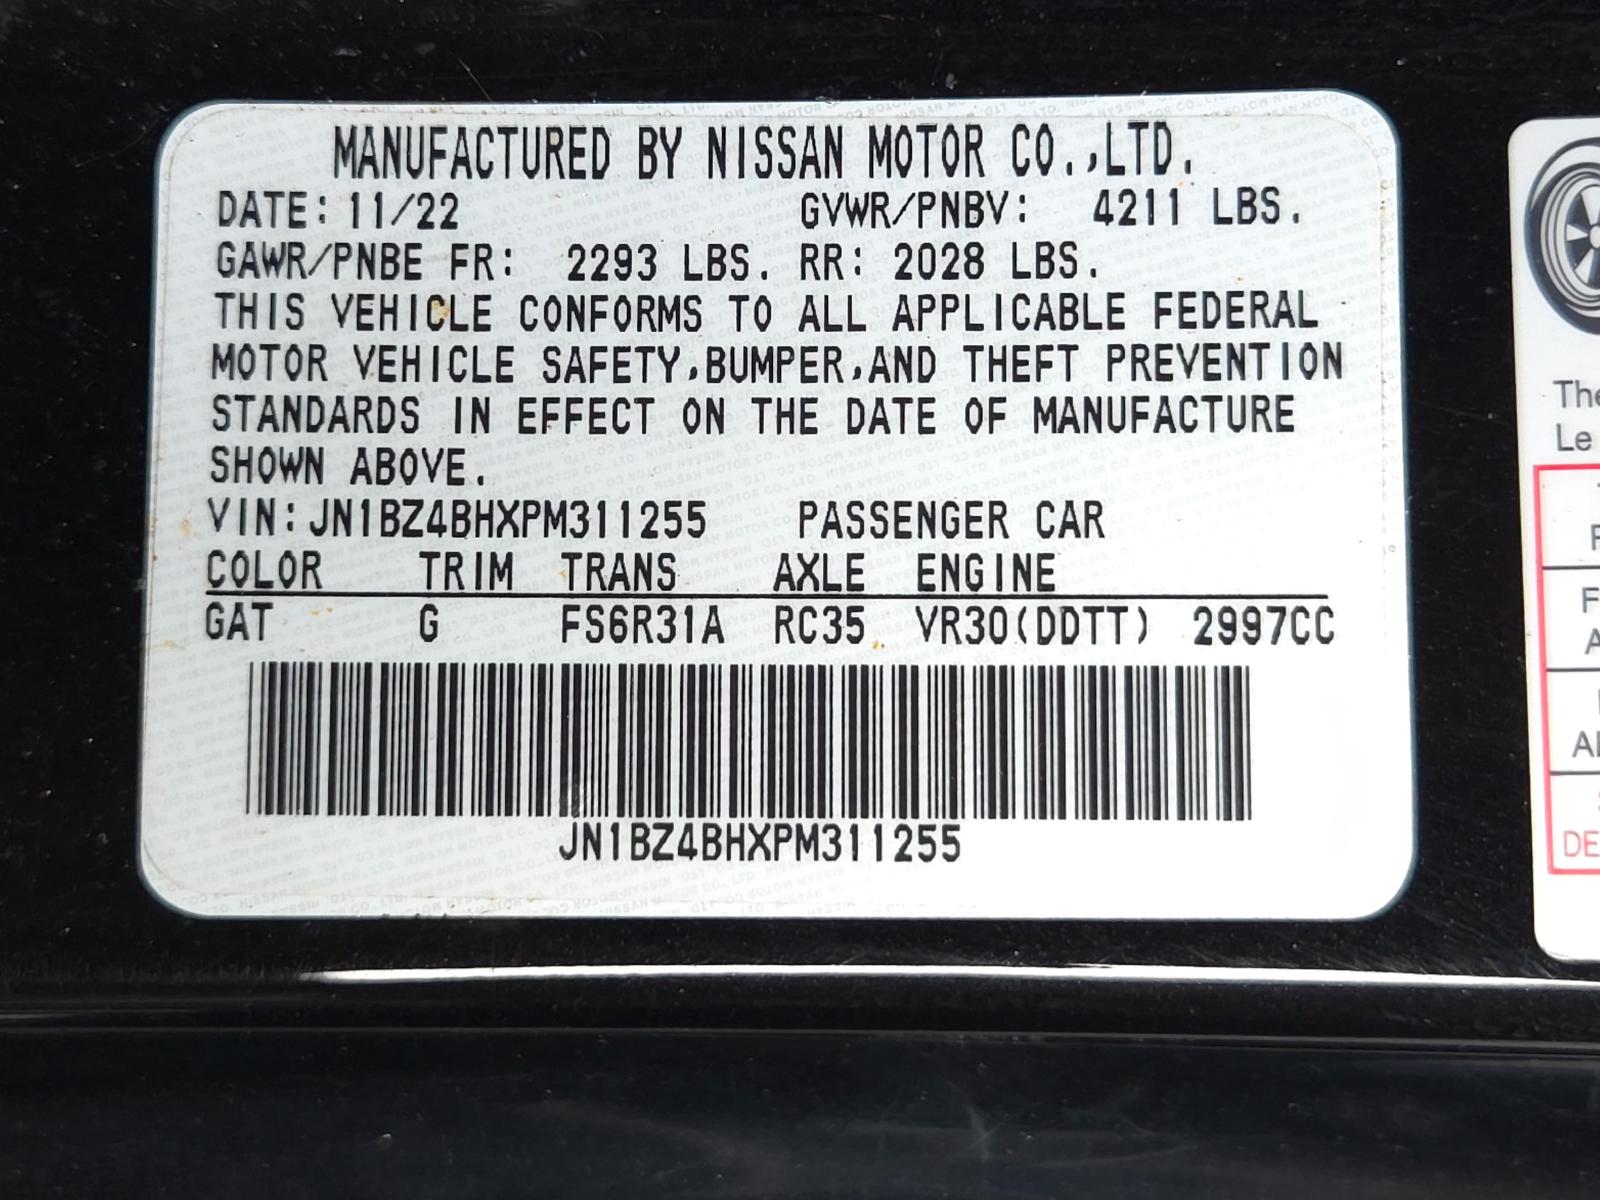 MANUFACTURED BY NISSAN MOTOR CO.,LTD.
DATE: 11/22 GVWR/PNBV: 4211 LBS.
GAWR/PNBE FR: 2293 LBS. RR: 2028 LBS.
THIS VEHICLE CONFORMS TO ALL APPLICABLE FEDERAL
MOTOR VEHICLE SAFETY,BUMPER,AND THEFT PREVENTION
STANDARDS IN EFFECT ON THE DATE OF MANUFACTURE
SHOWN ABOVE.
VIN:JN1BZ4BHXPM311255 PASSENGER CAR
COLOR TRIM TRANS AXLE ENGINE
GAT G FS6R31A RC35 VR30(DDTT) 2997CC
JN1BZ4BHXPM311255
The
Le